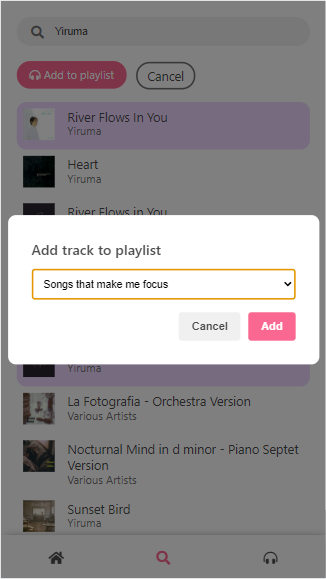 Yiruma
Add to playlist
Cancel
River Flows In You
Yiruma
Heart
Yiruma
River Flows in You
Add track to playlist
Songs that make me focus
Cancel
Add
Yiruma
La Fotografia - Orchestra Version
Various Artists
Nocturnal Mind in d minor - Piano Septet
Version
Various Artists
Sunset Bird
Yiruma